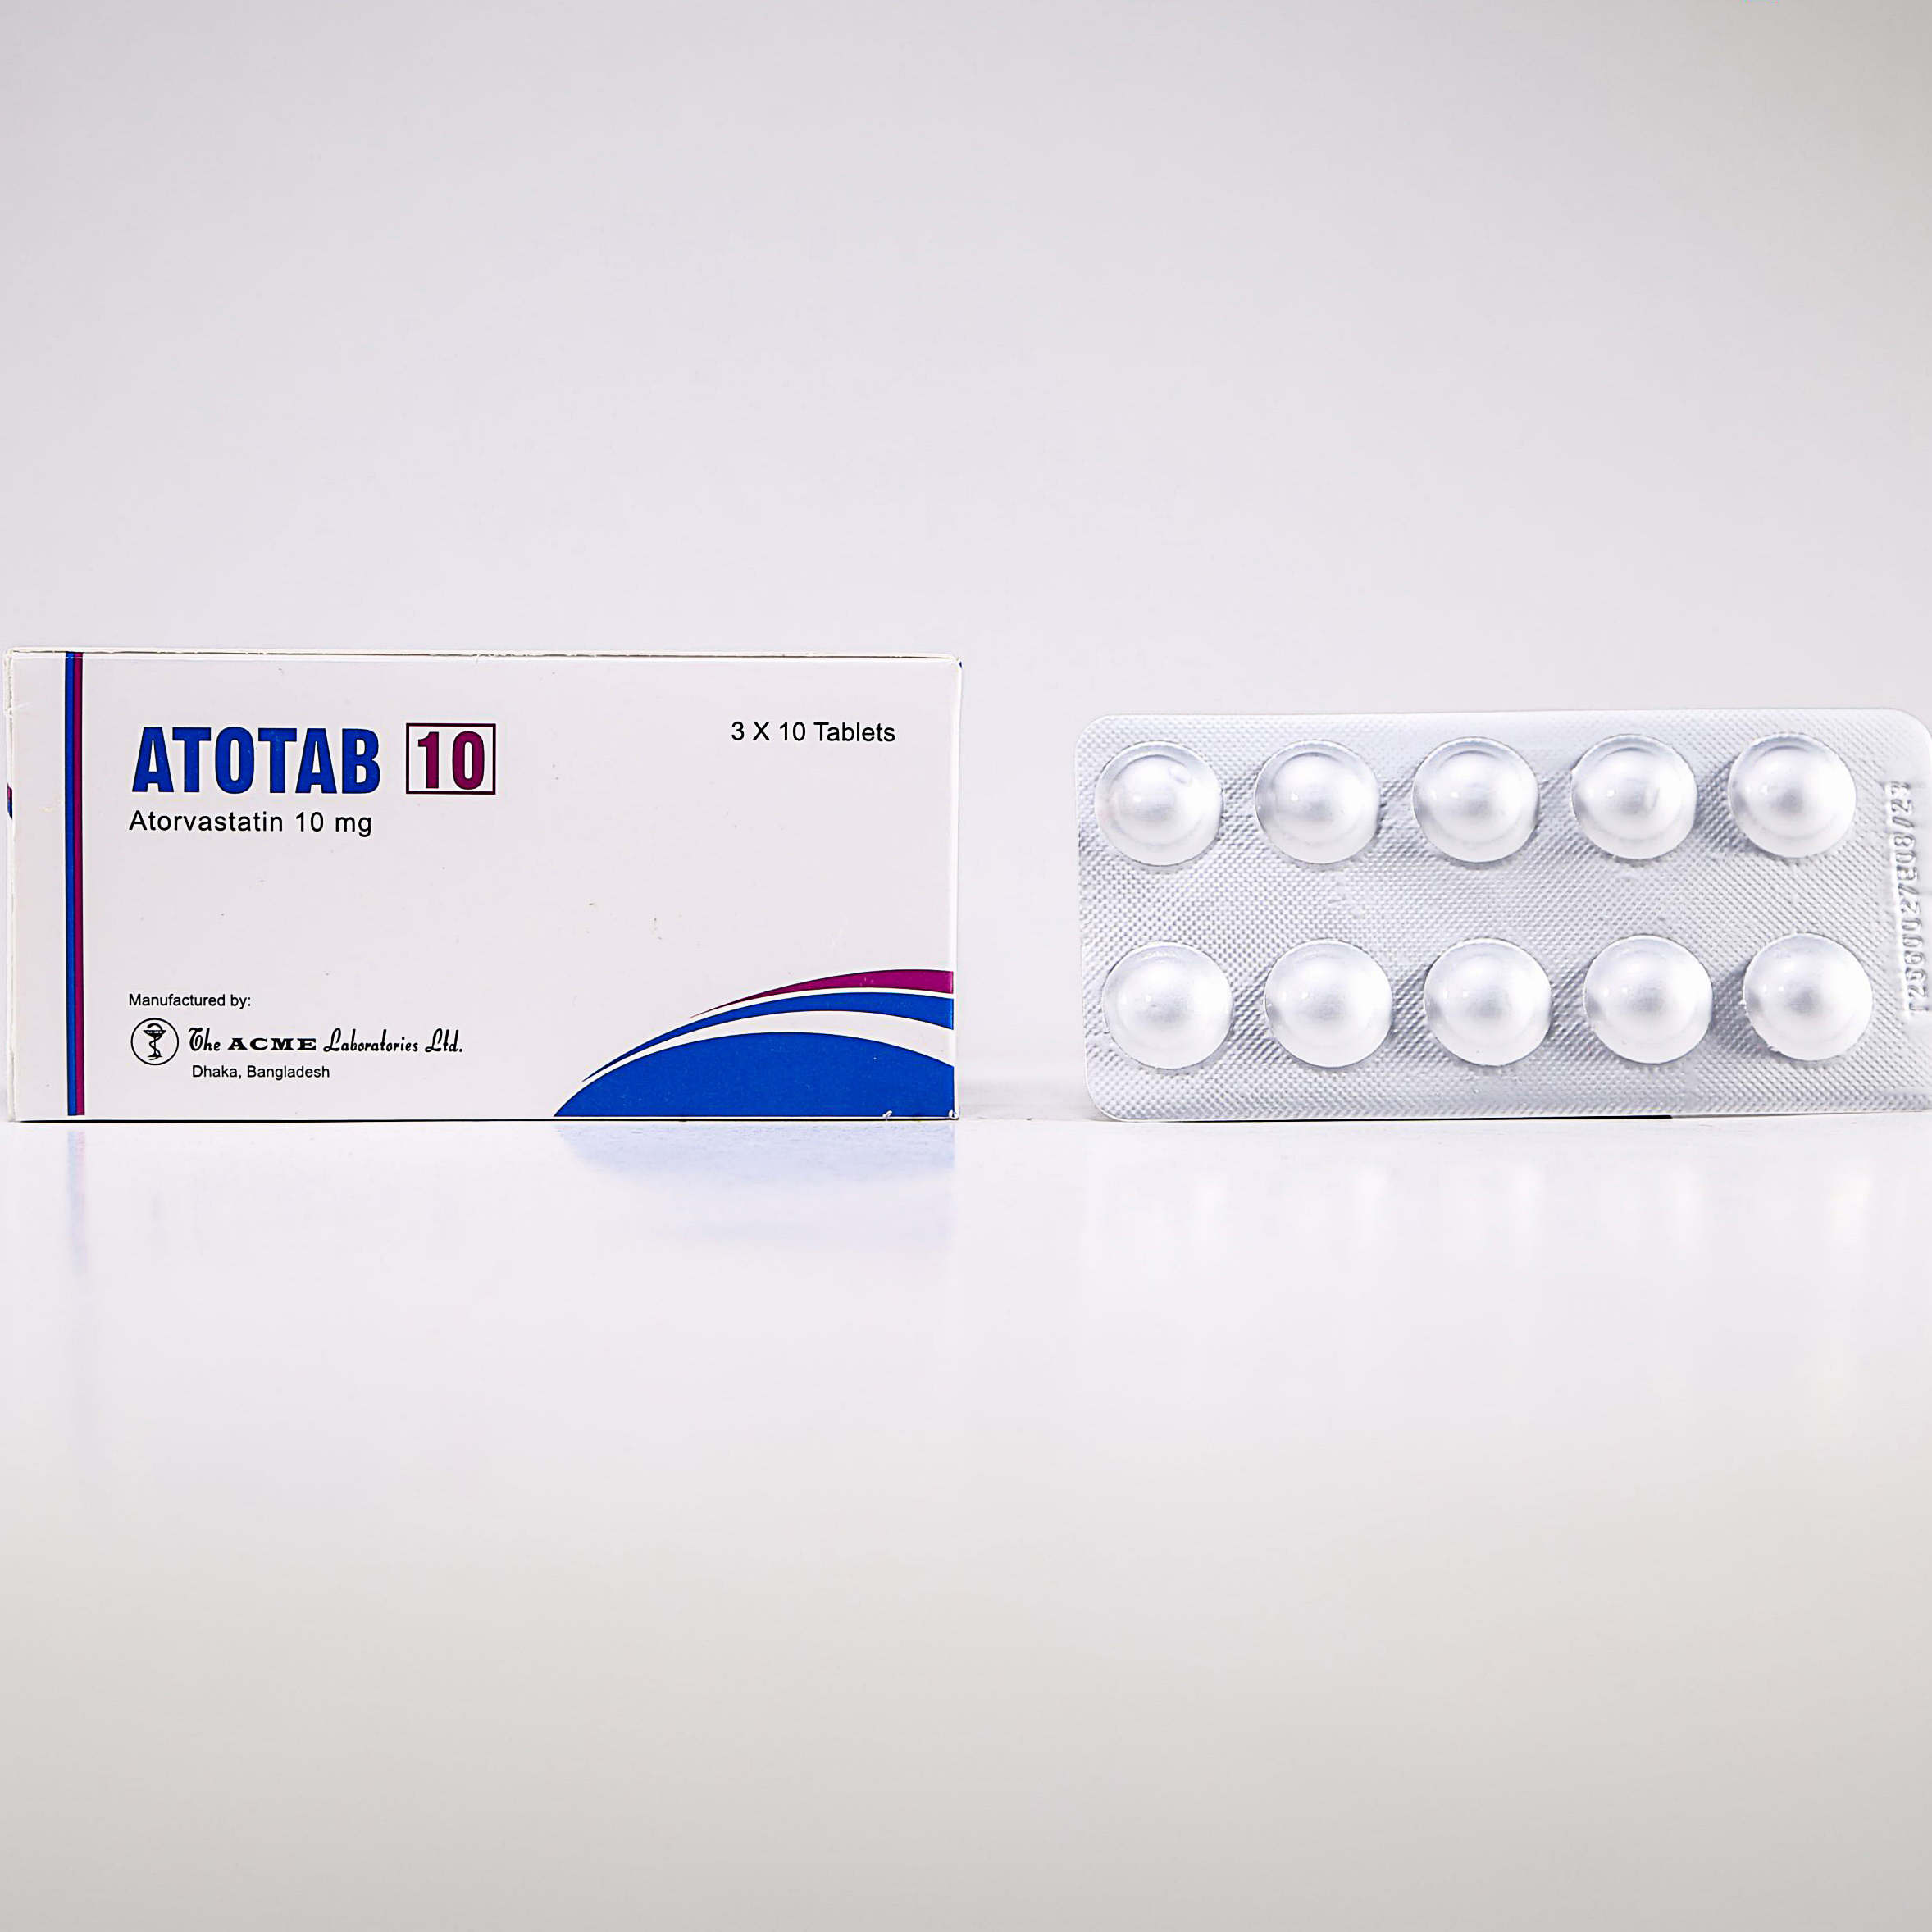 ATOTAB 10
3 X 10 Tablets
Atorvastatin 10 mg
Manufactured by:
The ACME Laboratories Ltd.
Dhaka, Bangladesh